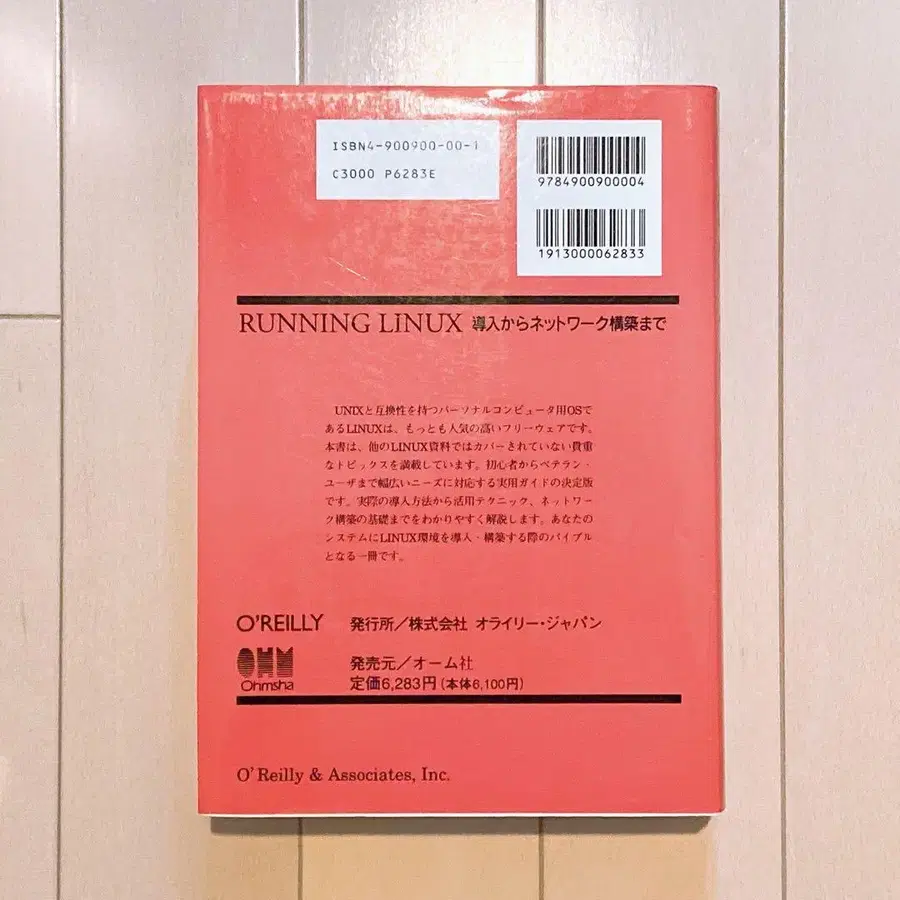 ISBN4-900900-00-1
C3000 P6283E
9784900900004
1913000062833
RUNNING LINUX 導入からネットワーク構築まで
UNIXと互換性を持つパーソナルコンピュータ用OSで
あるLINUXは、もっとも人気の高いフリーウェアです。
本書は、他のLINUX資料ではカバーされていない貴重
なトピックスを満載しています。初心者からベテラン・
ユーザまで幅広いニーズに対応する実用ガイドの決定版
です。実際の導入方法から活用テクニック、ネットワー
ク構築の基礎までをわかりやすく解説します。あなたの
システムにLINUX環境を導入・構築する際のバイブル
となる一冊です。
O'REILLY 発行所／株式会社 オライリー・ジャパン
OHM
Ohmsha
発売元／オーム社
定価6,283円(本体6,100円)
O'Reilly & Associates, Inc.